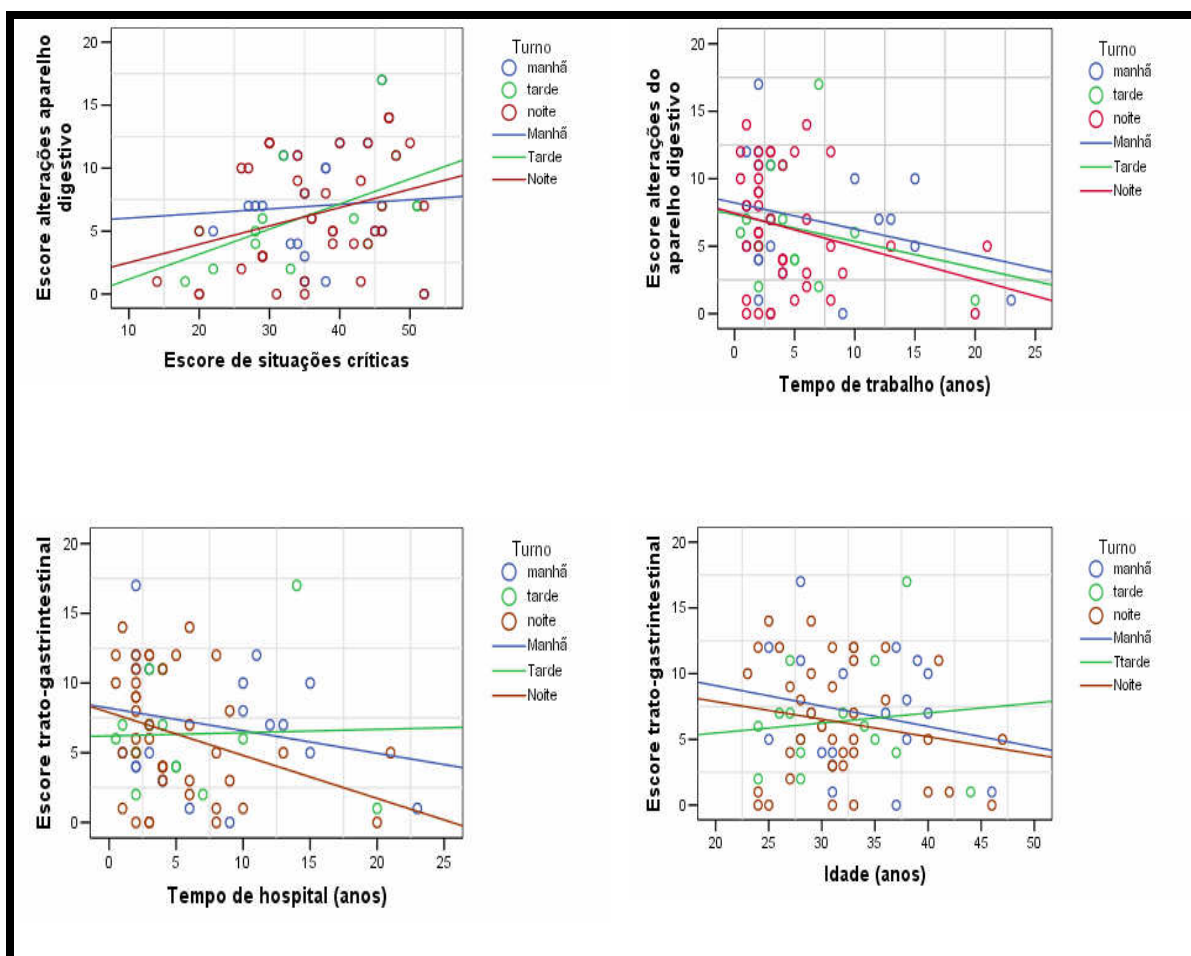 Escore alterações aparelho
digestivo
20
15
10
5
0
10 20 30 40 50
Escore de situações críticas
Turno
manhã
tarde
noite
Manhã
Tarde
Noite
Escore alterações do
aparelho digestivo
20
15
10
5
0
0 5 10 15 20 25
Tempo de trabalho (anos)
Turno
manhã
tarde
noite
Manhã
Tarde
Noite
Escore trato-gastrintestinal
20
15
10
5
0
0 5 10 15 20 25
Tempo de hospital (anos)
Turno
manhã
tarde
noite
Manhã
Tarde
Noite
Escore trato-gastrintestinal
20
15
10
5
0
20 25 30 35 40 45 50
Idade (anos)
Turno
manhã
tarde
noite
Manhã
Ttarde
Noite